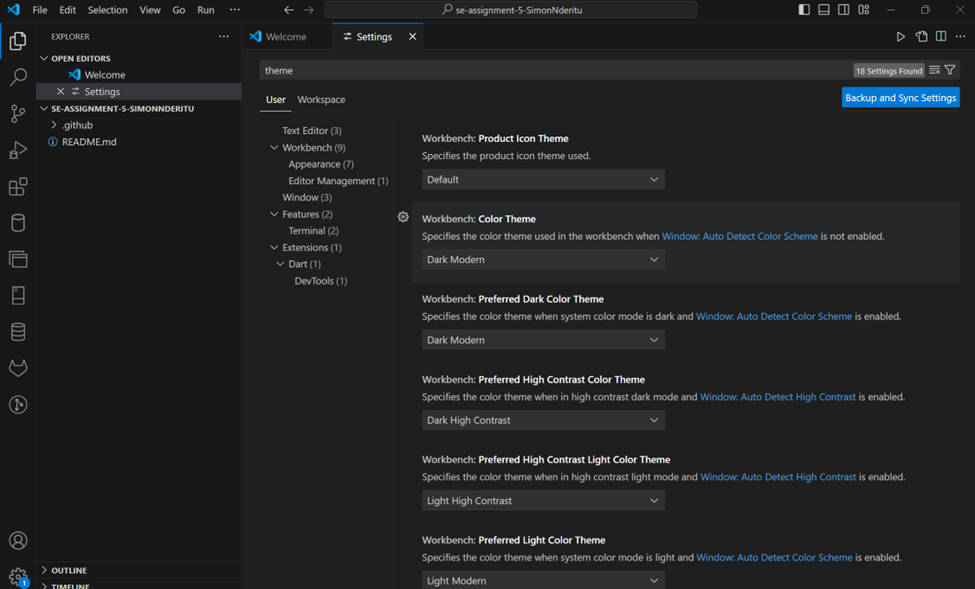 File Edit Selection View Go Run ··· se-assignment-5-SimonNderitu
EXPLORER ···
OPEN EDITORS
Welcome
Settings
SE-ASSIGNMENT-5-SIMONNDERITU
.github
README.md
OUTLINE
TIMELINE
1
Welcome Settings
theme 18 Settings Found
User Workspace Backup and Sync Settings
Text Editor (3)
Workbench (9)
Appearance (7)
Editor Management (1)
Window (3)
Features (2)
Terminal (2)
Extensions (1)
Dart (1)
DevTools (1)
Workbench: Product Icon Theme
Specifies the product icon theme used.
Default
Workbench: Color Theme
Specifies the color theme used in the workbench when Window: Auto Detect Color Scheme is not enabled.
Dark Modern
Workbench: Preferred Dark Color Theme
Specifies the color theme when system color mode is dark and Window: Auto Detect Color Scheme is enabled.
Dark Modern
Workbench: Preferred High Contrast Color Theme
Specifies the color theme when in high contrast dark mode and Window: Auto Detect High Contrast is enabled.
Dark High Contrast
Workbench: Preferred High Contrast Light Color Theme
Specifies the color theme when in high contrast light mode and Window: Auto Detect High Contrast is enabled.
Light High Contrast
Workbench: Preferred Light Color Theme
Specifies the color theme when system color mode is light and Window: Auto Detect Color Scheme is enabled.
Light Modern